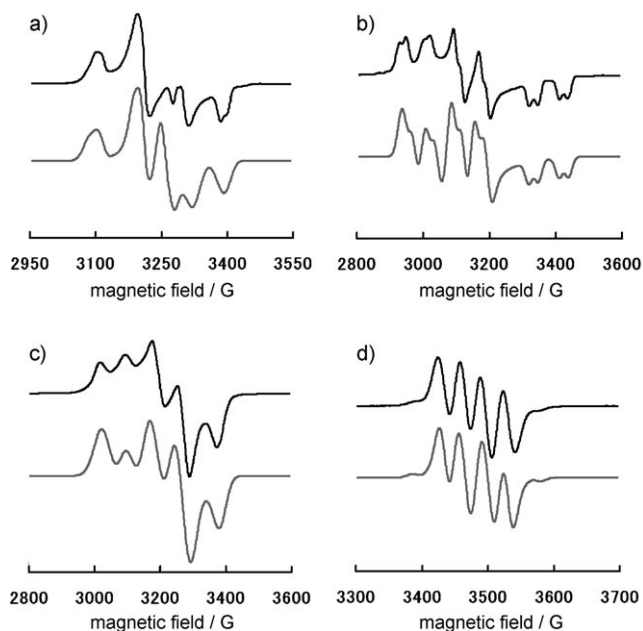 a)
2950 3100 3250 3400 3550
magnetic field / G
b)
2800 3000 3200 3400 3600
magnetic field / G
c)
2800 3000 3200 3400 3600
magnetic field / G
d)
3300 3400 3500 3600 3700
magnetic field / G